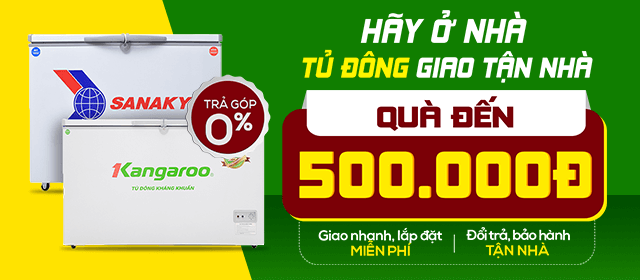 HÃY Ở NHÀ
TỦ ĐÔNG GIAO TẬN NHÀ
SANAKY
TRẢ GÓP
0%
QUÀ ĐẾN
500.000Đ
Kangaroo
TỦ ĐÔNG KHÁNG KHUẨN
Giao nhanh, lắp đặt
MIỄN PHÍ
Đổi trả, bảo hành
TẬN NHÀ